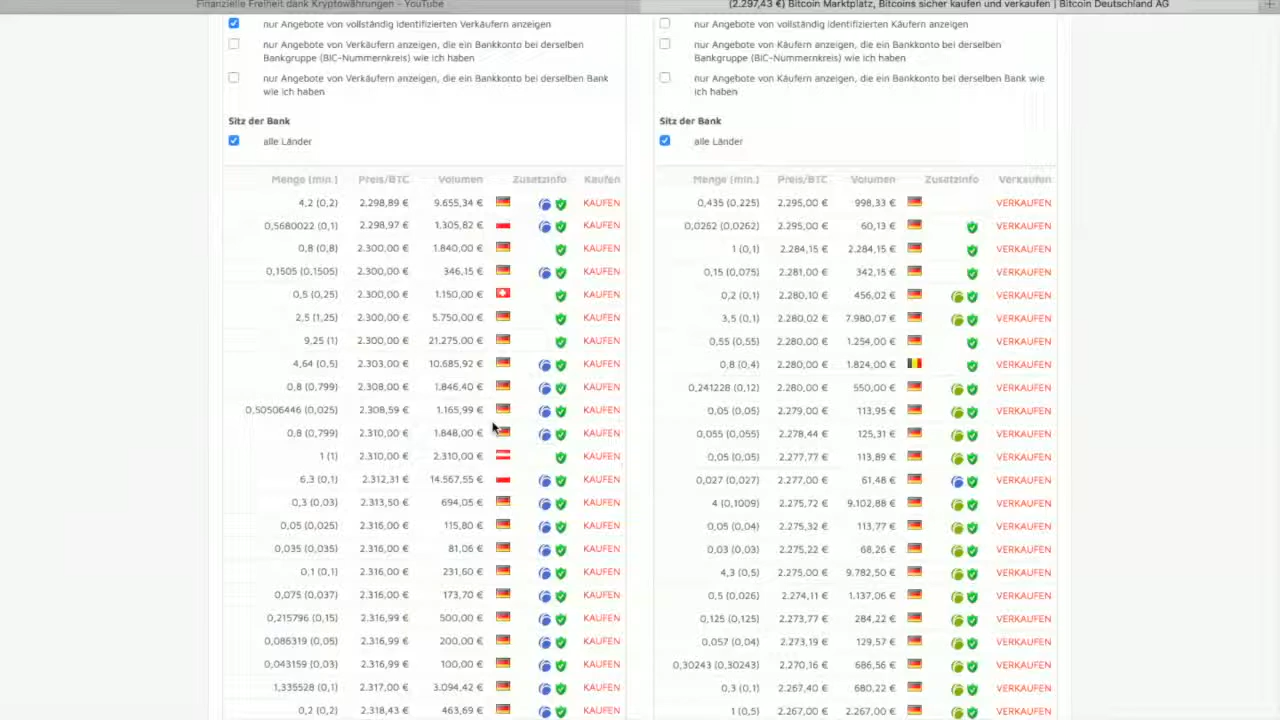 Finanzielle Freiheit dank Kryptowährungen - YouTube
(2.297,43 €) Bitcoin Marktplatz, Bitcoins sicher kaufen und verkaufen | Bitcoin Deutschland AG
nur Angebote von vollständig identifizierten Verkäufern anzeigen
nur Angebote von Verkäufern anzeigen, die ein Bankkonto bei derselben
Bankgruppe (BIC-Nummernkreis) wie ich haben
nur Angebote von Verkäufern anzeigen, die ein Bankkonto bei derselben Bank
wie ich haben
Sitz der Bank
alle Länder
Menge (min.) Preis/BTC Volumen Zusatzinfo Kaufen
4,2 (0,2) 2.298,89 € 9.655,34 € KAUFEN
0,5680022 (0,1) 2.298,97 € 1.305,82 € KAUFEN
0,8 (0,8) 2.300,00 € 1.840,00 € KAUFEN
0,1505 (0,1505) 2.300,00 € 346,15 € KAUFEN
0,5 (0,25) 2.300,00 € 1.150,00 € KAUFEN
2,5 (1,25) 2.300,00 € 5.750,00 € KAUFEN
9,25 (1) 2.300,00 € 21.275,00 € KAUFEN
4,64 (0,5) 2.303,00 € 10.685,92 € KAUFEN
0,8 (0,799) 2.308,00 € 1.846,40 € KAUFEN
0,50506446 (0,025) 2.308,59 € 1.165,99 € KAUFEN
0,8 (0,799) 2.310,00 € 1.848,00 € KAUFEN
1 (1) 2.310,00 € 2.310,00 € KAUFEN
6,3 (0,1) 2.312,31 € 14.567,55 € KAUFEN
0,3 (0,03) 2.313,50 € 694,05 € KAUFEN
0,05 (0,025) 2.316,00 € 115,80 € KAUFEN
0,035 (0,035) 2.316,00 € 81,06 € KAUFEN
0,1 (0,1) 2.316,00 € 231,60 € KAUFEN
0,075 (0,037) 2.316,00 € 173,70 € KAUFEN
0,215796 (0,15) 2.316,99 € 500,00 € KAUFEN
0,086319 (0,05) 2.316,99 € 200,00 € KAUFEN
0,043159 (0,03) 2.316,99 € 100,00 € KAUFEN
1,335528 (0,1) 2.317,00 € 3.094,42 € KAUFEN
0,2 (0,2) 2.318,43 € 463,69 € KAUFEN
nur Angebote von vollständig identifizierten Käufern anzeigen
nur Angebote von Käufern anzeigen, die ein Bankkonto bei derselben
Bankgruppe (BIC-Nummernkreis) wie ich haben
nur Angebote von Käufern anzeigen, die ein Bankkonto bei derselben Bank wie
ich haben
Sitz der Bank
alle Länder
Menge (min.) Preis/BTC Volumen Zusatzinfo Verkaufen
0,435 (0,225) 2.295,00 € 998,33 € VERKAUFEN
0,0262 (0,0262) 2.295,00 € 60,13 € VERKAUFEN
1 (0,1) 2.284,15 € 2.284,15 € VERKAUFEN
0,15 (0,075) 2.281,00 € 342,15 € VERKAUFEN
0,2 (0,1) 2.280,10 € 456,02 € VERKAUFEN
3,5 (0,1) 2.280,02 € 7.980,07 € VERKAUFEN
0,55 (0,55) 2.280,00 € 1.254,00 € VERKAUFEN
0,8 (0,4) 2.280,00 € 1.824,00 € VERKAUFEN
0,241228 (0,12) 2.280,00 € 550,00 € VERKAUFEN
0,05 (0,05) 2.279,00 € 113,95 € VERKAUFEN
0,055 (0,055) 2.278,44 € 125,31 € VERKAUFEN
0,05 (0,05) 2.277,77 € 113,89 € VERKAUFEN
0,027 (0,027) 2.277,00 € 61,48 € VERKAUFEN
4 (0,1009) 2.275,72 € 9.102,88 € VERKAUFEN
0,05 (0,04) 2.275,32 € 113,77 € VERKAUFEN
0,03 (0,03) 2.275,22 € 68,26 € VERKAUFEN
4,3 (0,5) 2.275,00 € 9.782,50 € VERKAUFEN
0,5 (0,026) 2.274,11 € 1.137,06 € VERKAUFEN
0,125 (0,125) 2.273,77 € 284,22 € VERKAUFEN
0,057 (0,04) 2.273,19 € 129,57 € VERKAUFEN
0,30243 (0,30243) 2.270,16 € 686,56 € VERKAUFEN
0,3 (0,1) 2.267,40 € 680,22 € VERKAUFEN
1 (0,5) 2.267,00 € 2.267,00 € VERKAUFEN